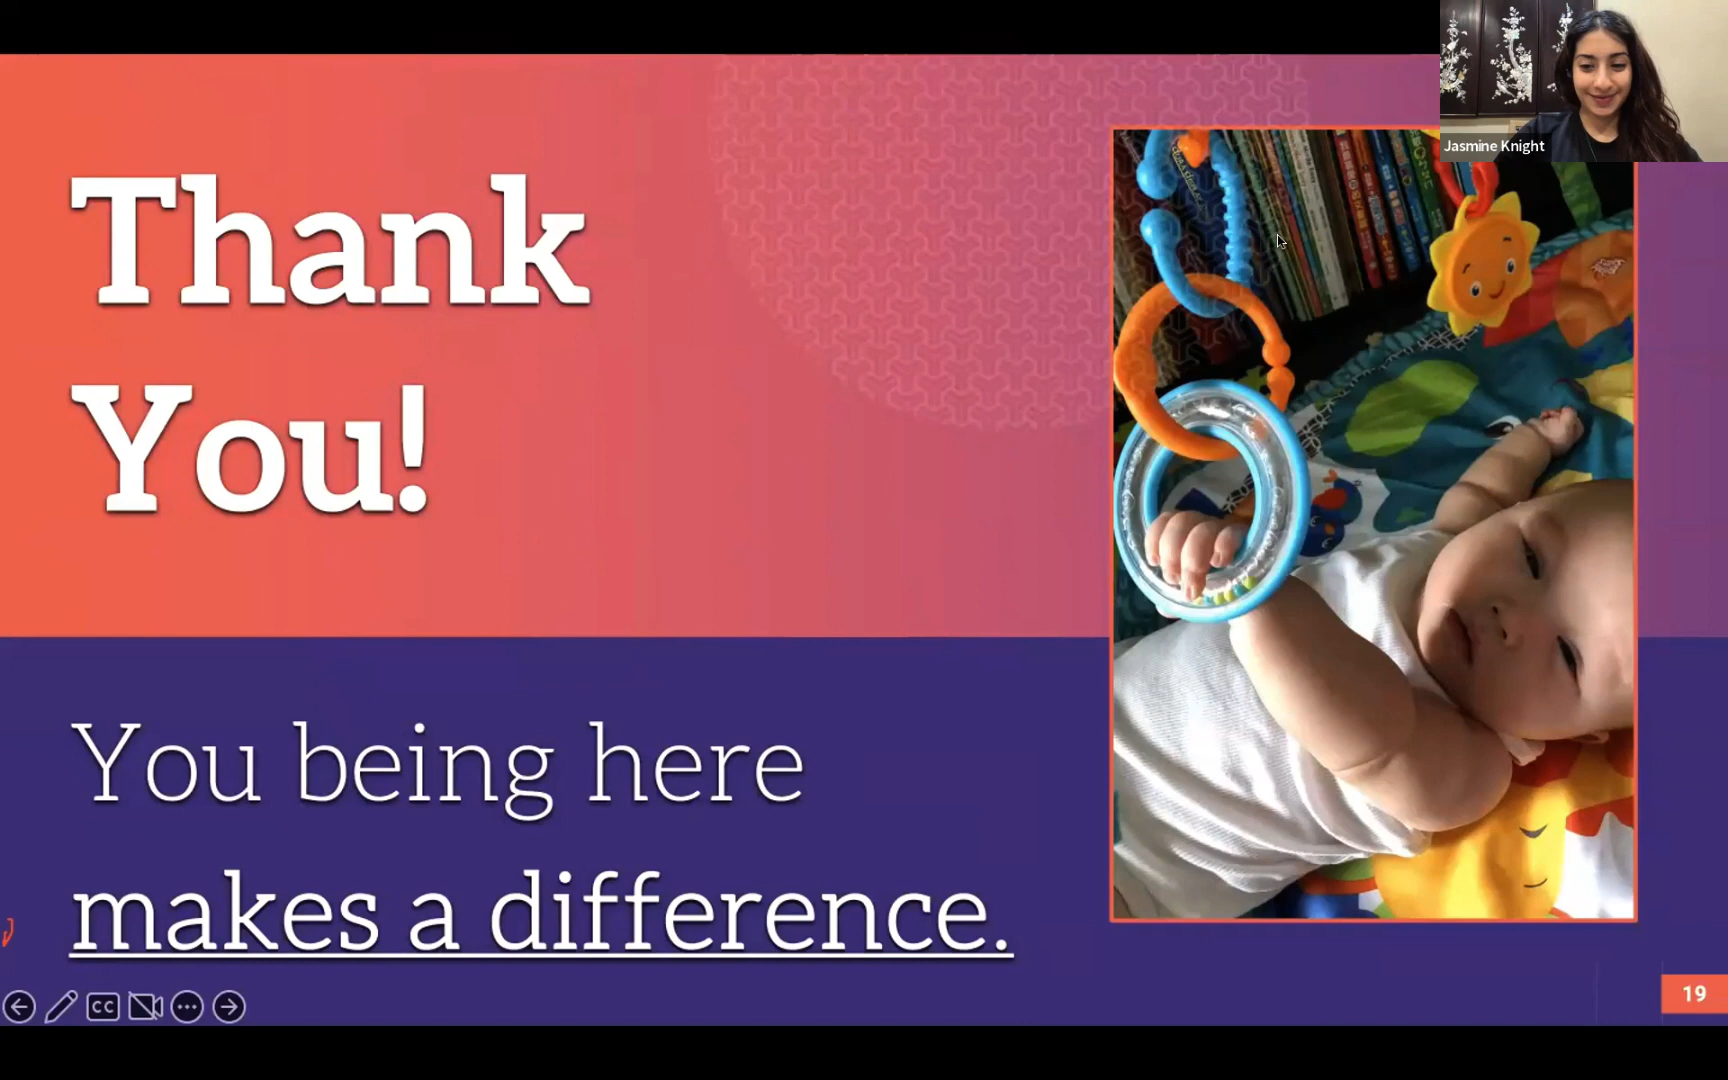 Thank
You!
You being here
makes a difference.
Jasmine Knight
CC
19